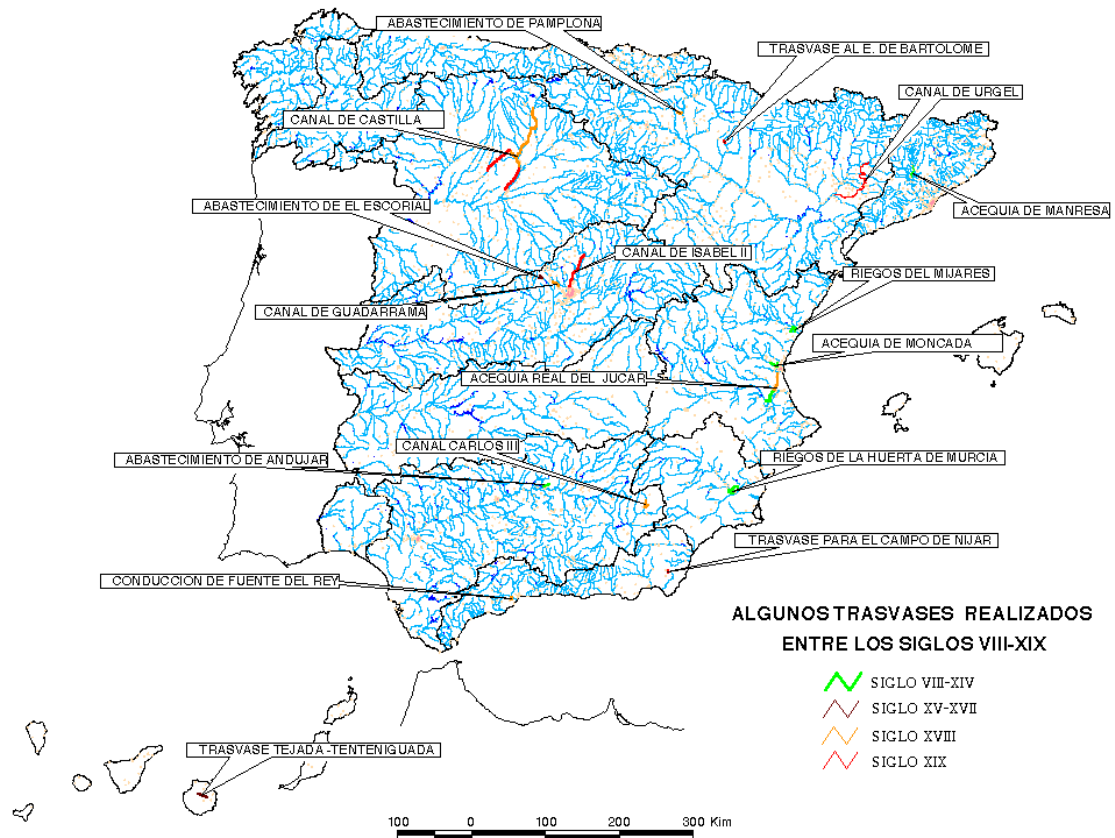 ABASTECIMIENTO DE PAMPLONA
TRASVASE AL E. DE BARTOLOME
CANAL DE URGEL
CANAL DE CASTILLA
ABASTECIMIENTO DE EL ESCORIAL
ACEQUIA DE MANRESA
CANAL DE ISABEL II
RIEGOS DEL MIJARES
CANAL DE GUADARRAMA
ACEQUIA DE MONCADA
ACEQUIA REAL DEL JUCAR
CANAL CARLOS III
ABASTECIMIENTO DE ANDUJAR
RIEGOS DE LA HUERTA DE MURCIA
TRASVASE PARA EL CAMPO DE NIJAR
CONDUCCION DE FUENTE DEL REY
ALGUNOS TRASVASES REALIZADOS
ENTRE LOS SIGLOS VIII-XIX
SIGLO VIII-XIV
SIGLO XV-XVII
SIGLO XVIII
SIGLO XIX
TRASVASE TEJADA -TENTENIGUADA
100 0 100 200 300 Km